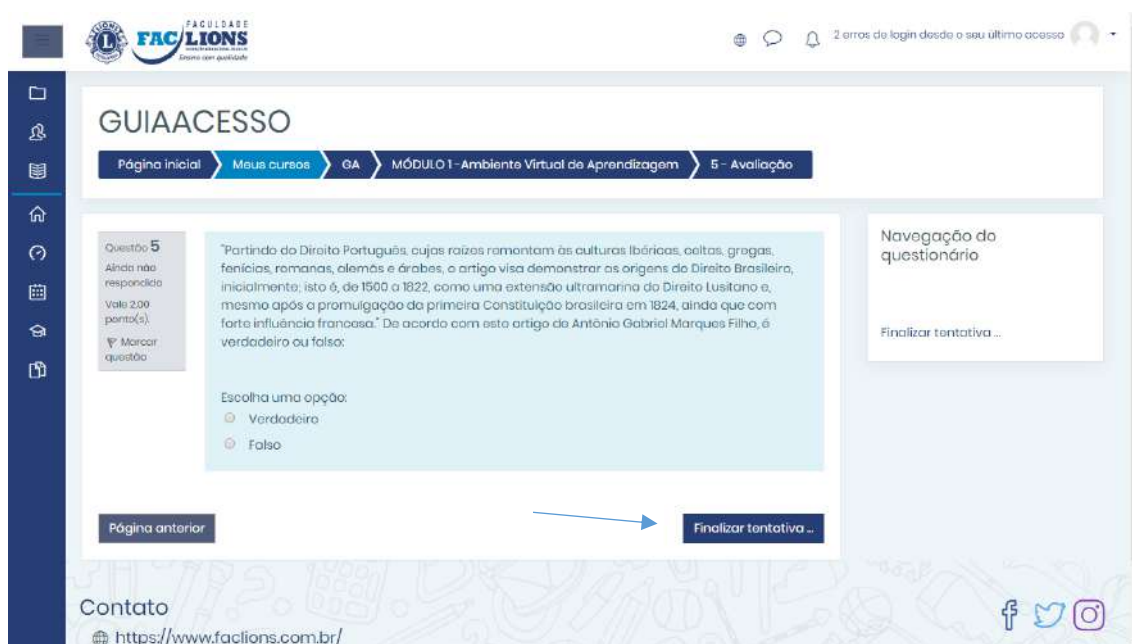 FACULDADE
FAC LIONS
Ensino com qualidade
2 erros de login desde o seu último acesso
GUIAACESSO
Página inicial
Meus cursos
GA
MÓDULO 1 - Ambiente Virtual de Aprendizagem
5 - Avaliação
Questão 5
Ainda não
respondida
Vale 2,00
ponto(s).
Marcar
questão
"Partindo do Direito Português, cujas raízes remontam às culturas Ibéricas, celtas, gregas,
fenícias, romanas, alemãs e árabes, o artigo visa demonstrar as origens do Direito Brasileiro,
inicialmente; isto é, de 1500 a 1822, como uma extensão ultramarina do Direito Lusitano e,
mesmo após a promulgação da primeira Constituição brasileira em 1824, ainda que com
forte influência francesa." De acordo com este artigo de Antônio Gabriel Marques Filho, é
verdadeiro ou falso:
Escolha uma opção:
Verdadeiro
Falso
Página anterior
Finalizar tentativa ...
Navegação do
questionário
Finalizar tentativa ...
Contato
https://www.faclions.com.br/